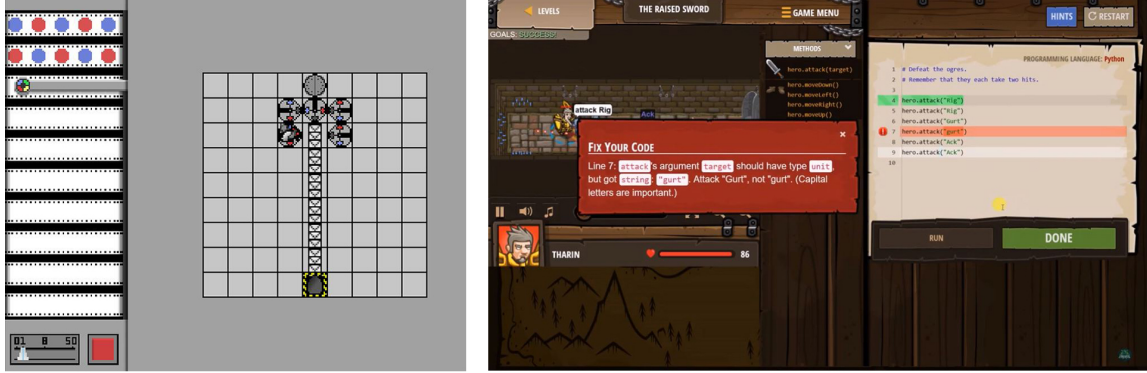 01 8 50
LEVELS
THE RAISED SWORD
GAME MENU
HINTS
RESTART
GOALS: SUCCESS!
METHODS
hero.attack(target)
hero.moveDown()
hero.moveLeft()
hero.moveRight()
hero.moveUp()
attack Rig
Ack
PROGRAMMING LANGUAGE: Python
1 # Defeat the ogres.
2 # Remember that they each take two hits.
3
4 hero.attack("Rig")
5 hero.attack("Rig")
6 hero.attack("Gurt")
7 hero.attack("gurt")
8 hero.attack("Ack")
9 hero.attack("Ack")
10
×
FIX YOUR CODE
Line 7: attack's argument target should have type unit,
but got string: "gurt". Attack "Gurt", not "gurt". (Capital
letters are important.)
RUN
DONE
THARIN
86